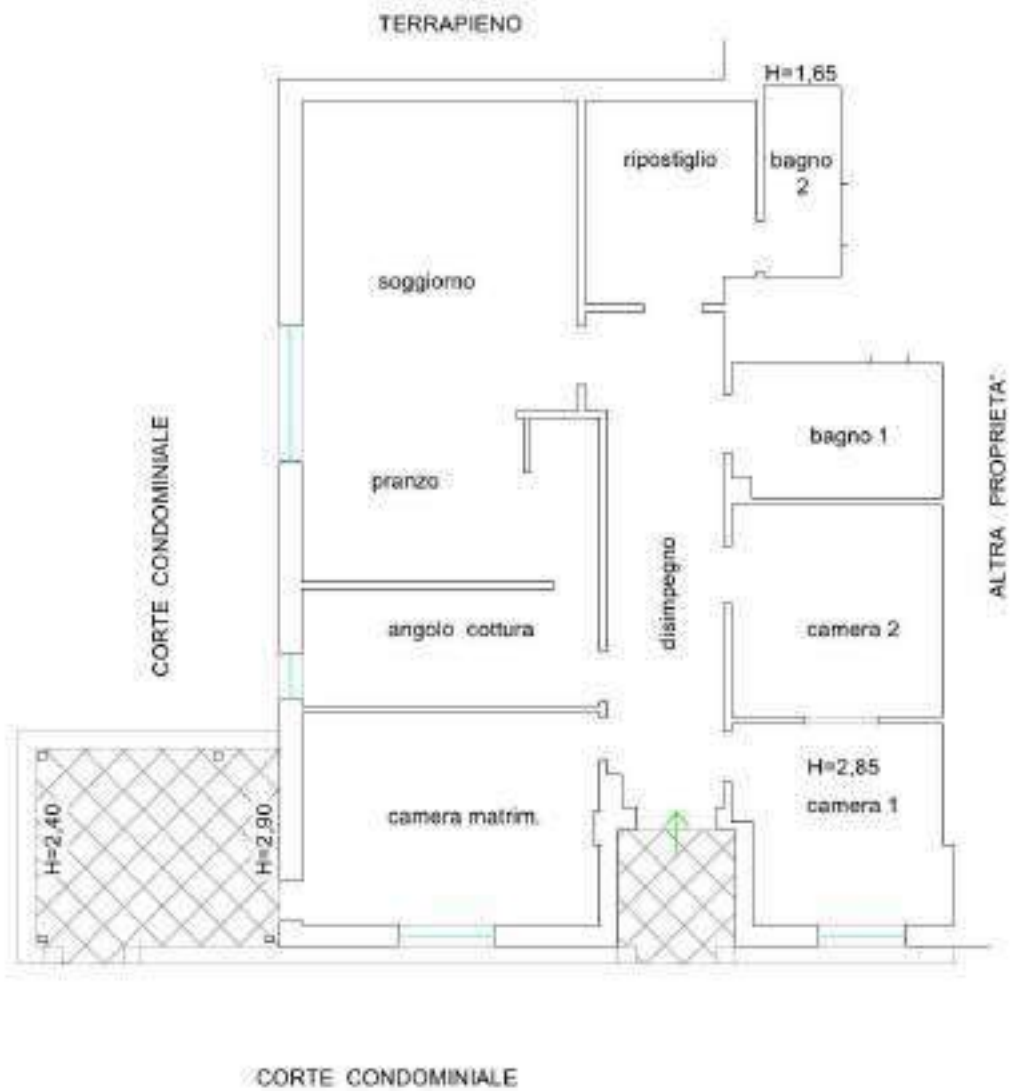 TERRAPIENO
H=1,65
ripostiglio
bagno
2
soggiorno
bagno 1
ALTRA PROPRIETA'
CORTE CONDOMINIALE
pranzo
disimpegno
angolo cottura
camera 2
H=2,85
camera 1
camera matrim.
H=2,40
H=2,90
CORTE CONDOMINIALE